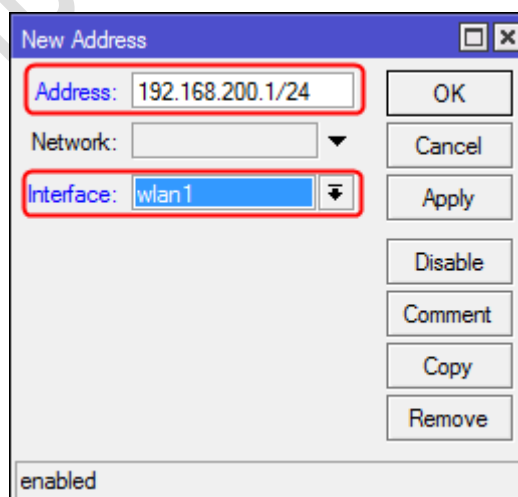 New Address
Address: 192.168.200.1/24
OK
Network:
Cancel
Interface: wlan1
Apply
Disable
Comment
Copy
Remove
enabled